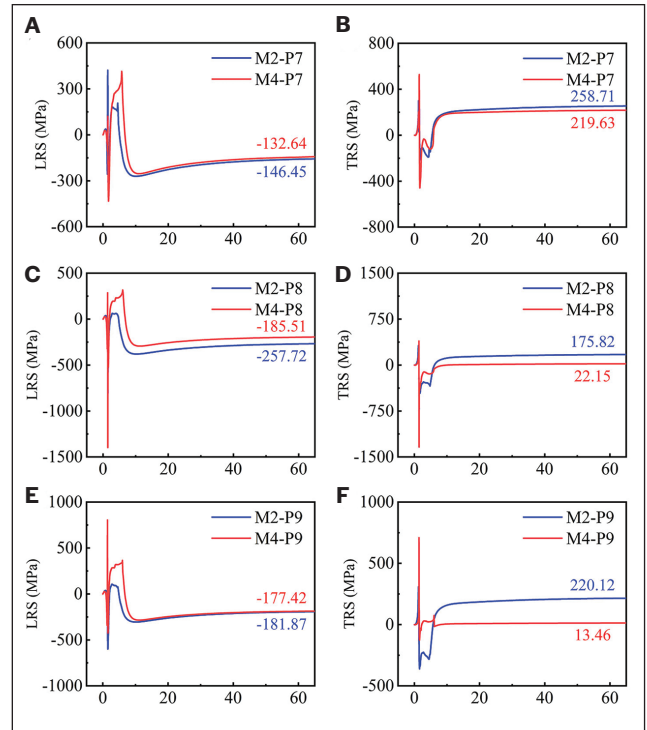 A
600
300
0
-300
-600
LRS (MPa)
M2-P7
M4-P7
-132.64
-146.45
0 20 40 60
B
800
400
0
-400
-800
TRS (MPa)
M2-P7
M4-P7
258.71
219.63
0 20 40 60
C
500
0
-500
-1000
-1500
LRS (MPa)
M2-P8
M4-P8
-185.51
-257.72
0 20 40 60
D
1500
750
0
-750
-1500
TRS (MPa)
M2-P8
M4-P8
175.82
22.15
0 20 40 60
E
1000
500
0
-500
-1000
LRS (MPa)
M2-P9
M4-P9
-177.42
-181.87
0 20 40 60
F
1000
500
0
-500
TRS (MPa)
M2-P9
M4-P9
220.12
13.46
0 20 40 60